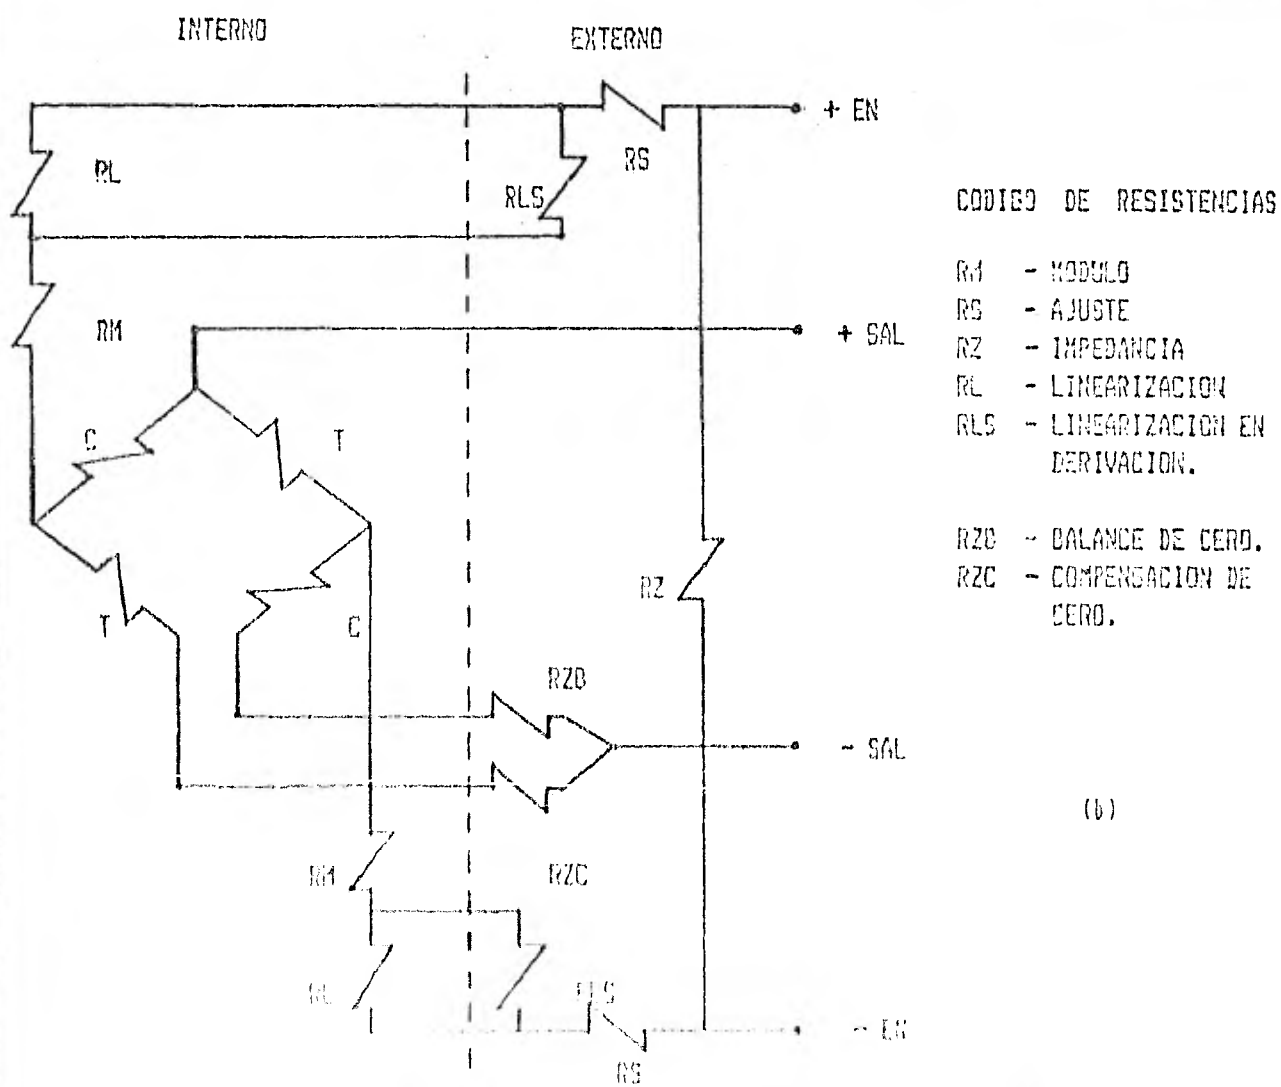 INTERNO
EXTERNO
+ EN
RL
RLS
RS
CODIGO DE RESISTENCIAS
RM - MODULO
RS - AJUSTE
RZ - IMPEDANCIA
RL - LINEARIZACION
RLS - LINEARIZACION EN
DERIVACION.
RZB - BALANCE DE CERO.
RZC - COMPENSACION DE
CERO.
RM
+ SAL
C
T
T
C
RZ
RZB
- SAL
(b)
RM
RZC
RL
RLS
- EN
RS